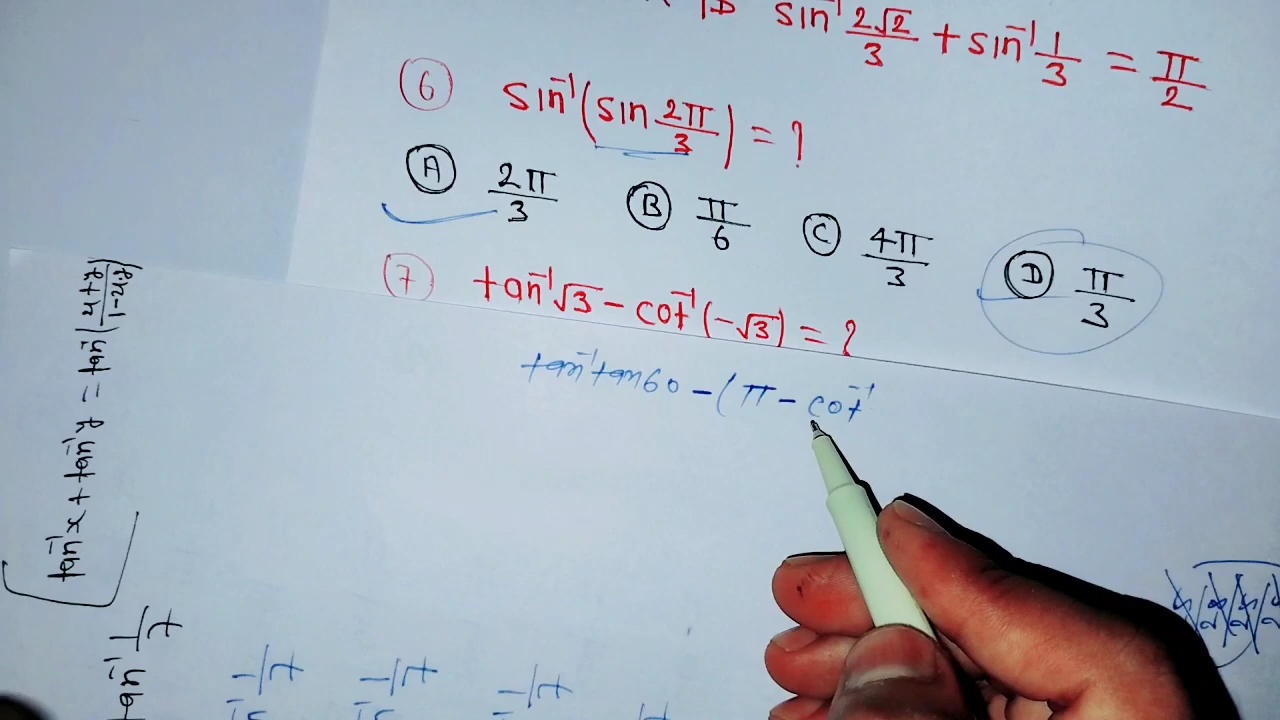 sin⁻¹ 2√2/3 + sin⁻¹ 1/3 = π/2
6 sin⁻¹(sin 2π/3) = ?
A 2π/3 B π/6 C 4π/3 D π/3
7 tan⁻¹√3 - cot⁻¹(-√3) = ?
tan⁻¹tan60 - (π - cot⁻¹
tan⁻¹x + tan⁻¹y = tan⁻¹(x+y/1-x.y)